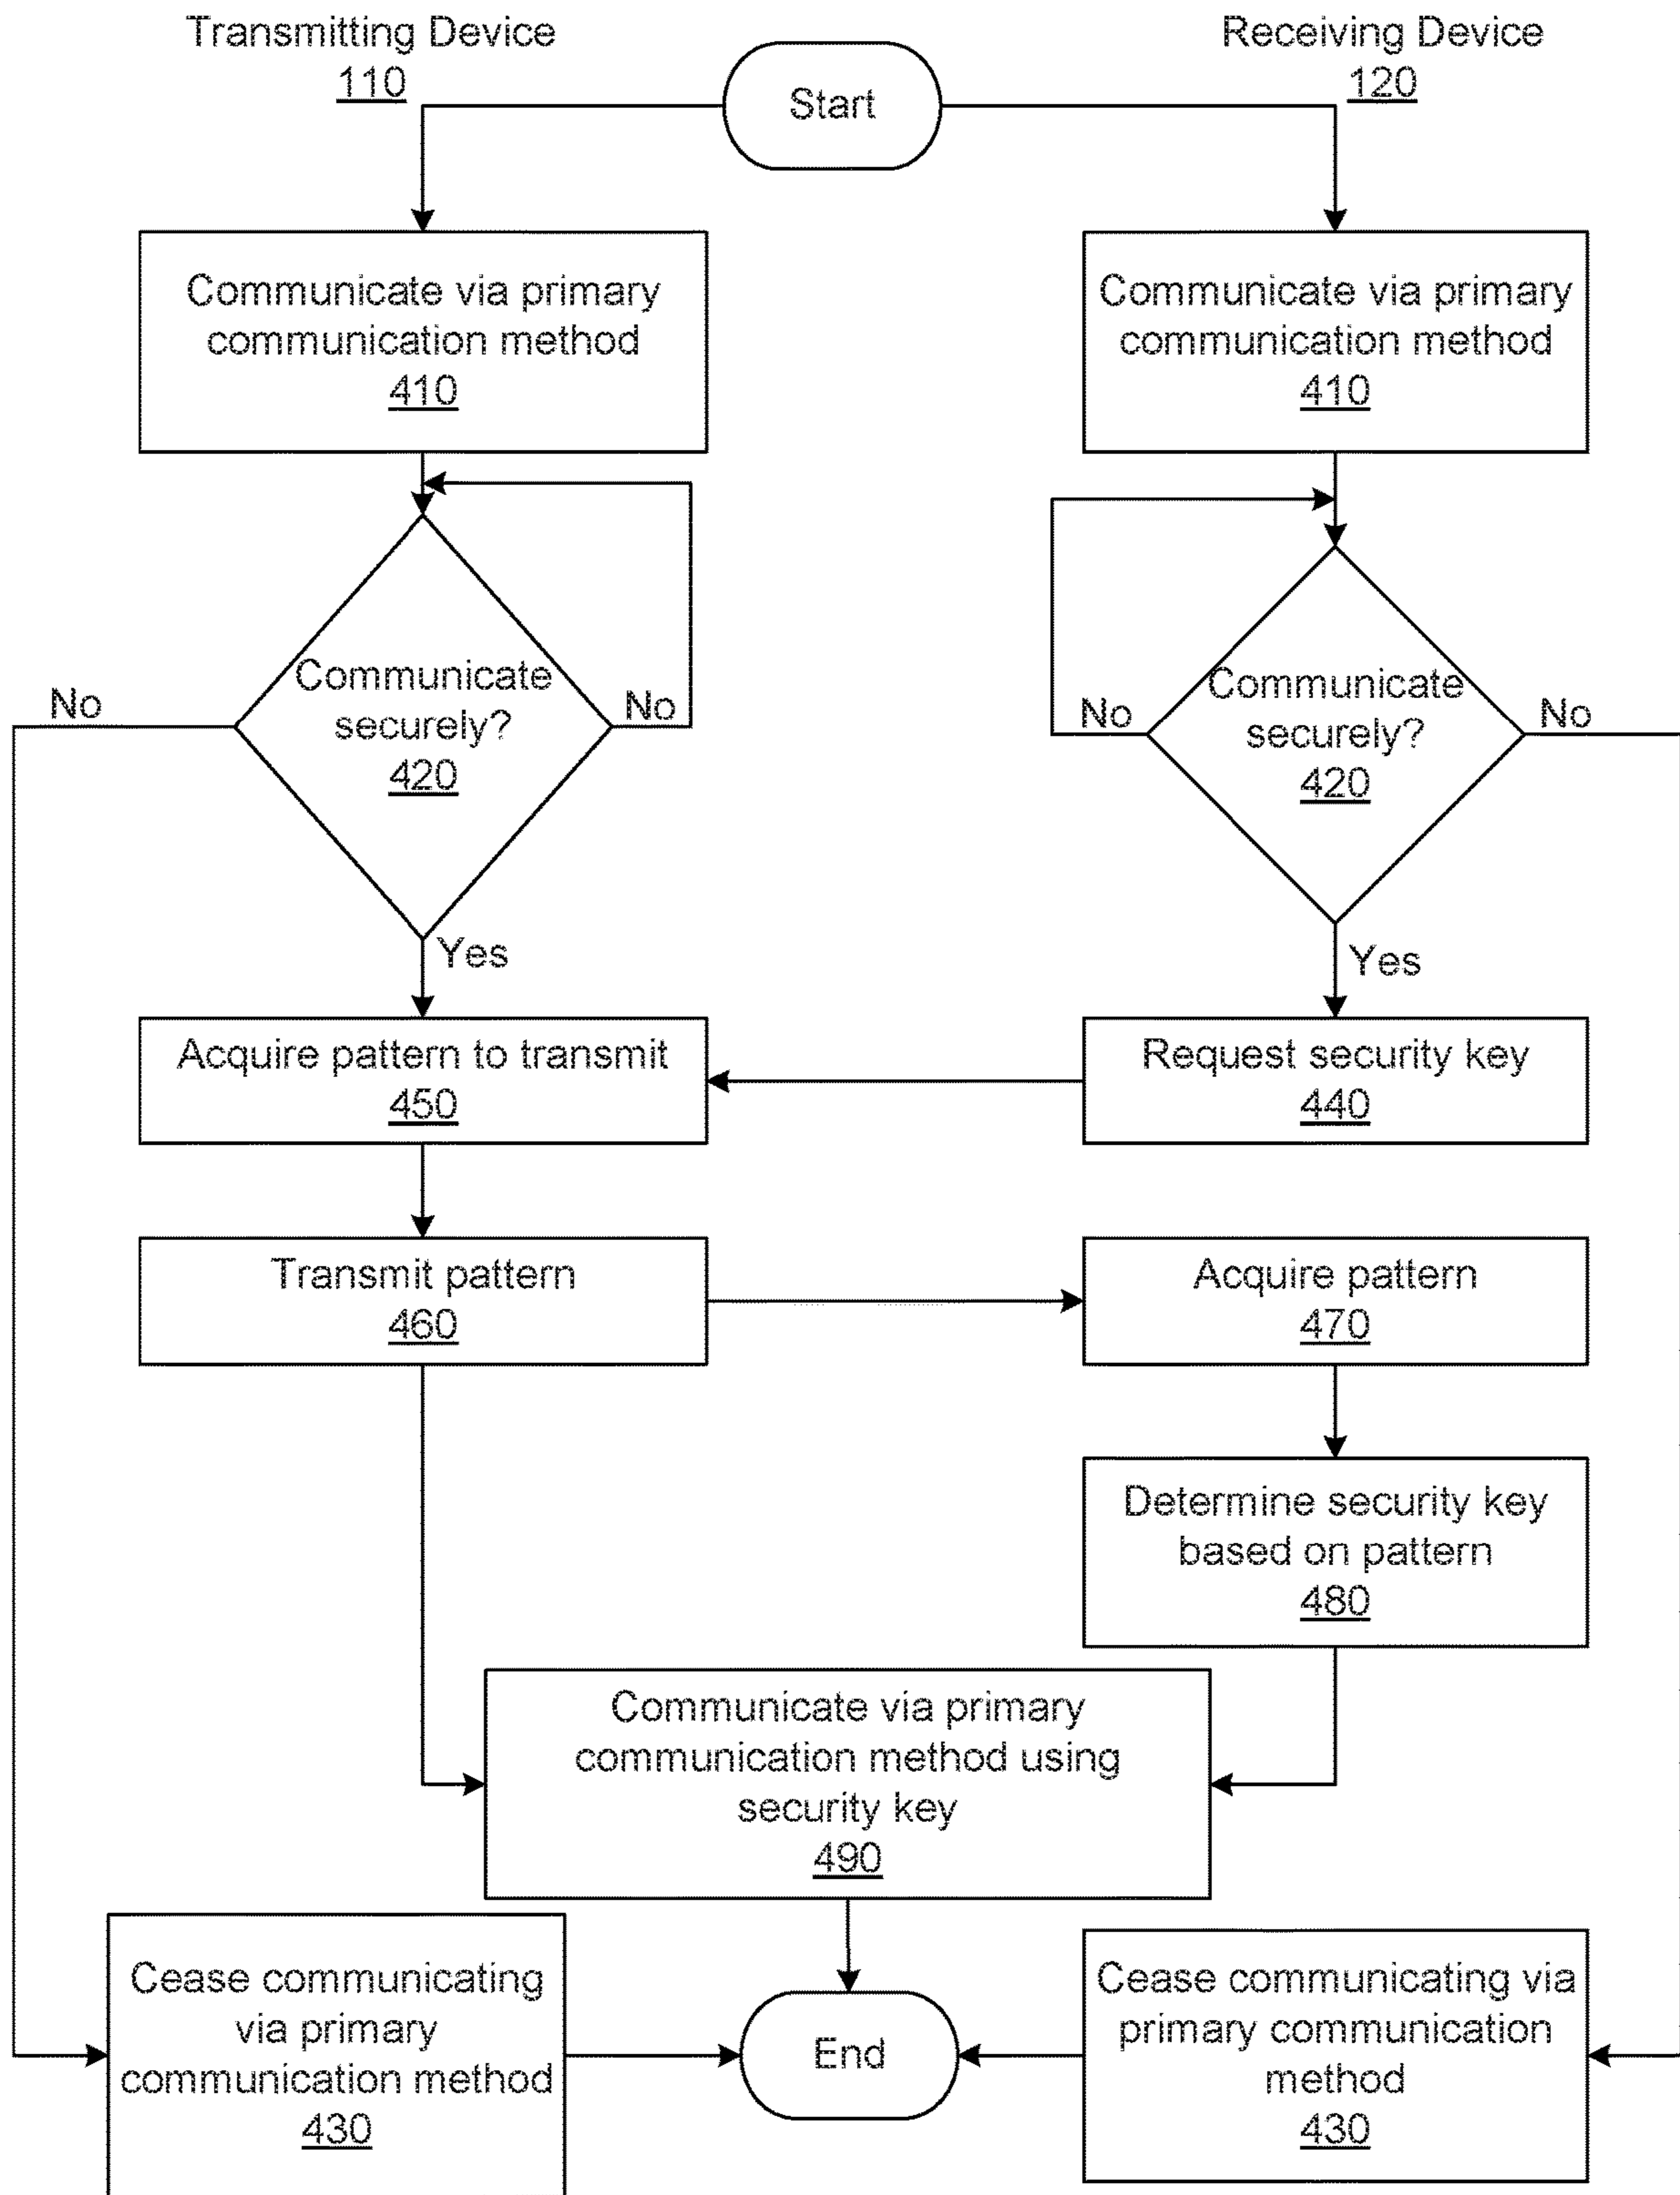 Transmitting Device
110
Receiving Device
120
Start
Communicate via primary
communication method
410
Communicate via primary
communication method
410
Communicate
securely?
420
No
No
Communicate
securely?
420
No
No
Yes
Yes
Acquire pattern to transmit
450
Request security key
440
Transmit pattern
460
Acquire pattern
470
Determine security key
based on pattern
480
Communicate via primary
communication method using
security key
490
Cease communicating
via primary
communication method
430
End
Cease communicating via
primary communication
method
430